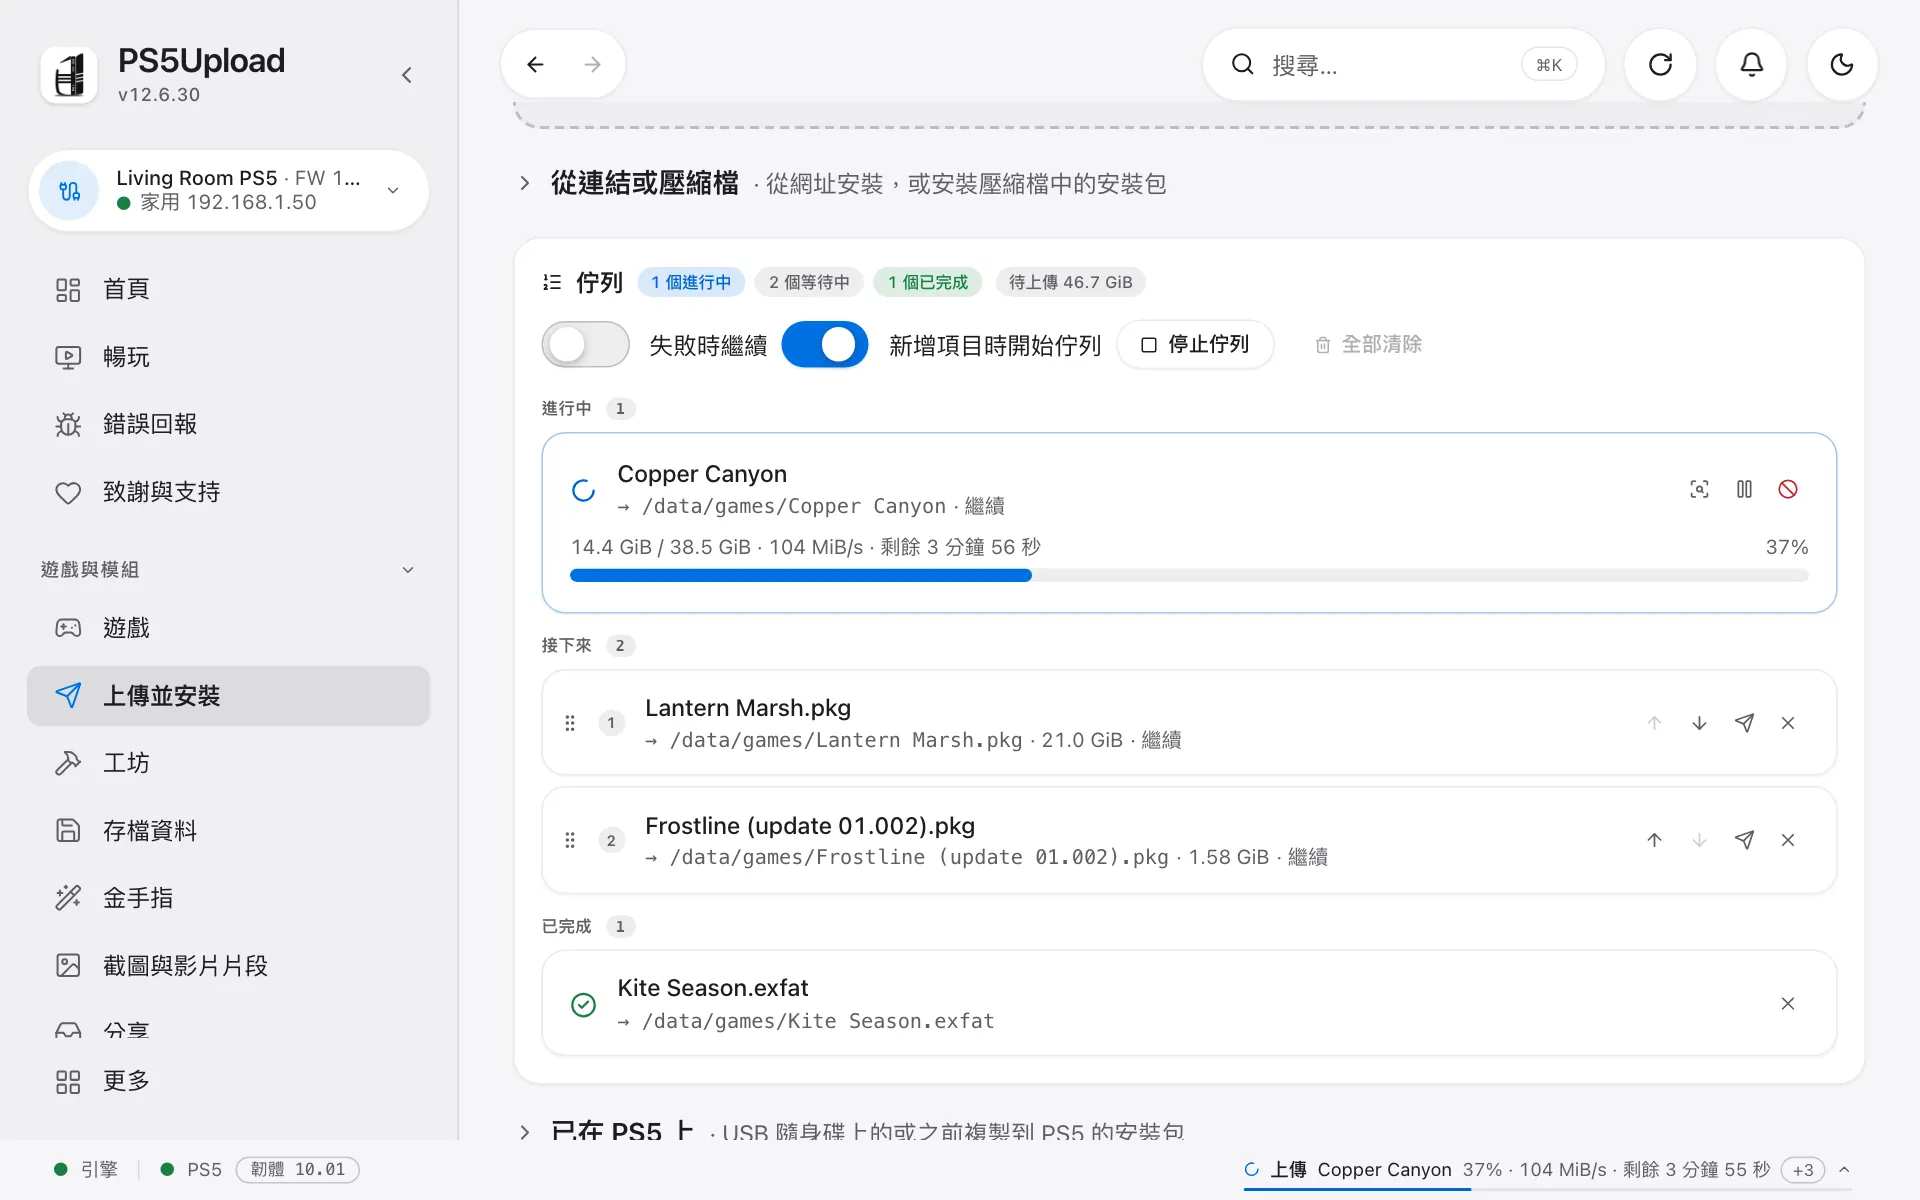 PS5Upload
v12.6.30
Living Room PS5 · FW 1...
家用 192.168.1.50
首頁
暢玩
錯誤回報
致謝與支持
遊戲與模組
遊戲
上傳並安裝
工坊
存檔資料
金手指
截圖與影片片段
分享
更多
搜尋... ⌘K
從連結或壓縮檔 · 從網址安裝，或安裝壓縮檔中的安裝包
佇列 1 個進行中 2 個等待中 1 個已完成 待上傳 46.7 GiB
失敗時繼續 新增項目時開始佇列 停止佇列 全部清除
進行中 1
Copper Canyon
→ /data/games/Copper Canyon · 繼續
14.4 GiB / 38.5 GiB · 104 MiB/s · 剩餘 3 分鐘 56 秒 37%
接下來 2
1 Lantern Marsh.pkg
→ /data/games/Lantern Marsh.pkg · 21.0 GiB · 繼續
2 Frostline (update 01.002).pkg
→ /data/games/Frostline (update 01.002).pkg · 1.58 GiB · 繼續
已完成 1
Kite Season.exfat
→ /data/games/Kite Season.exfat
已在 PS5 上 · USB 隨身碟上的或之前複製到 PS5 的安裝包
引擎 PS5 韌體 10.01
上傳 Copper Canyon 37% · 104 MiB/s · 剩餘 3 分鐘 55 秒 +3